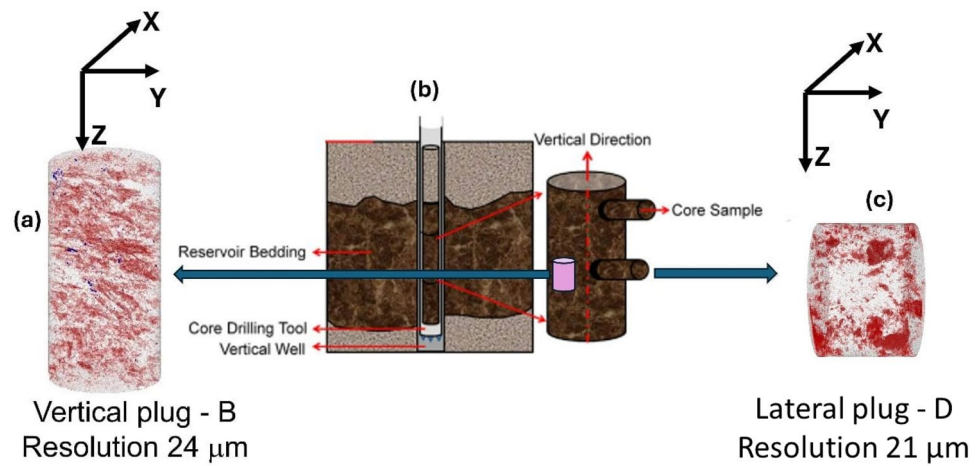 X
Y
Z
(a)
Vertical plug - B
Resolution 24 μm
(b)
Vertical Direction
Core Sample
Reservoir Bedding
Core Drilling Tool
Vertical Well
X
Y
Z
(c)
Lateral plug - D
Resolution 21 μm